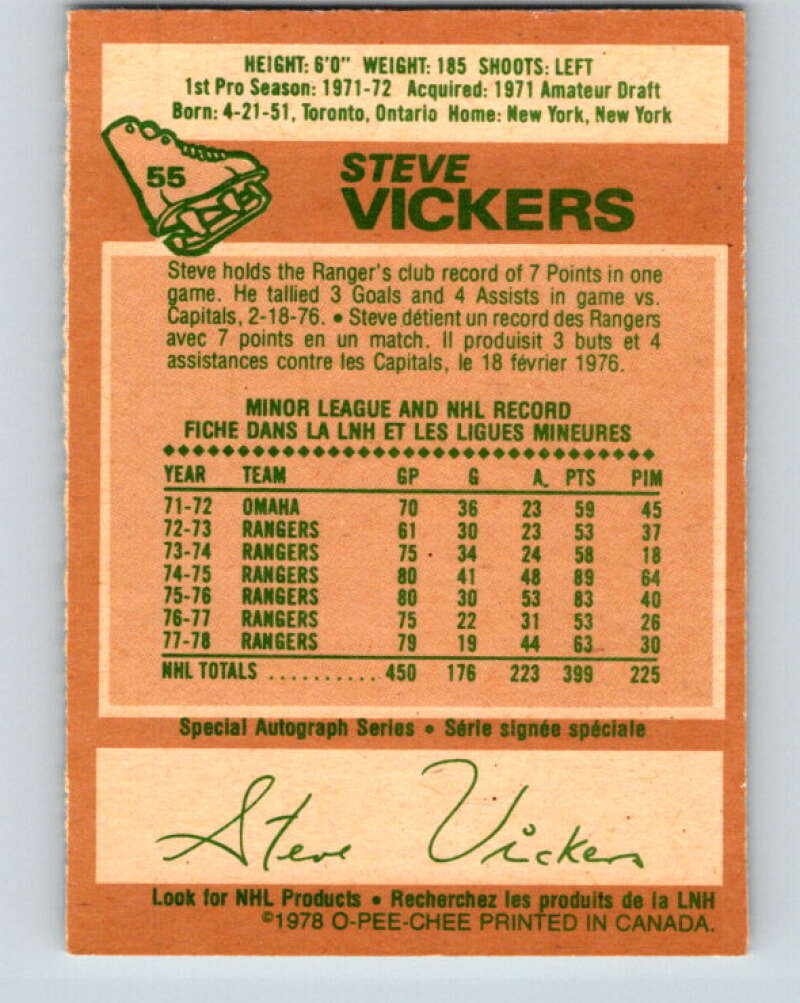 HEIGHT: 6'0" WEIGHT: 185 SHOOTS: LEFT
1st Pro Season: 1971-72 Acquired: 1971 Amateur Draft
Born: 4-21-51, Toronto, Ontario Home: New York, New York
55
STEVE
VICKERS
Steve holds the Ranger's club record of 7 Points in one
game. He tallied 3 Goals and 4 Assists in game vs.
Capitals, 2-18-76. • Steve détient un record des Rangers
avec 7 points en un match. Il produisit 3 buts et 4
assistances contre les Capitals, le 18 février 1976.
MINOR LEAGUE AND NHL RECORD
FICHE DANS LA LNH ET LES LIGUES MINEURES
YEAR TEAM GP G A. PTS PIM
71-72 OMAHA 70 36 23 59 45
72-73 RANGERS 61 30 23 53 37
73-74 RANGERS 75 34 24 58 18
74-75 RANGERS 80 41 48 89 64
75-76 RANGERS 80 30 53 83 40
76-77 RANGERS 75 22 31 53 26
77-78 RANGERS 79 19 44 63 30
NHL TOTALS .......... 450 176 223 399 225
Special Autograph Series • Série signée spéciale
Steve Vickers
Look for NHL Products • Recherchez les produits de la LNH
©1978 O-PEE-CHEE PRINTED IN CANADA.